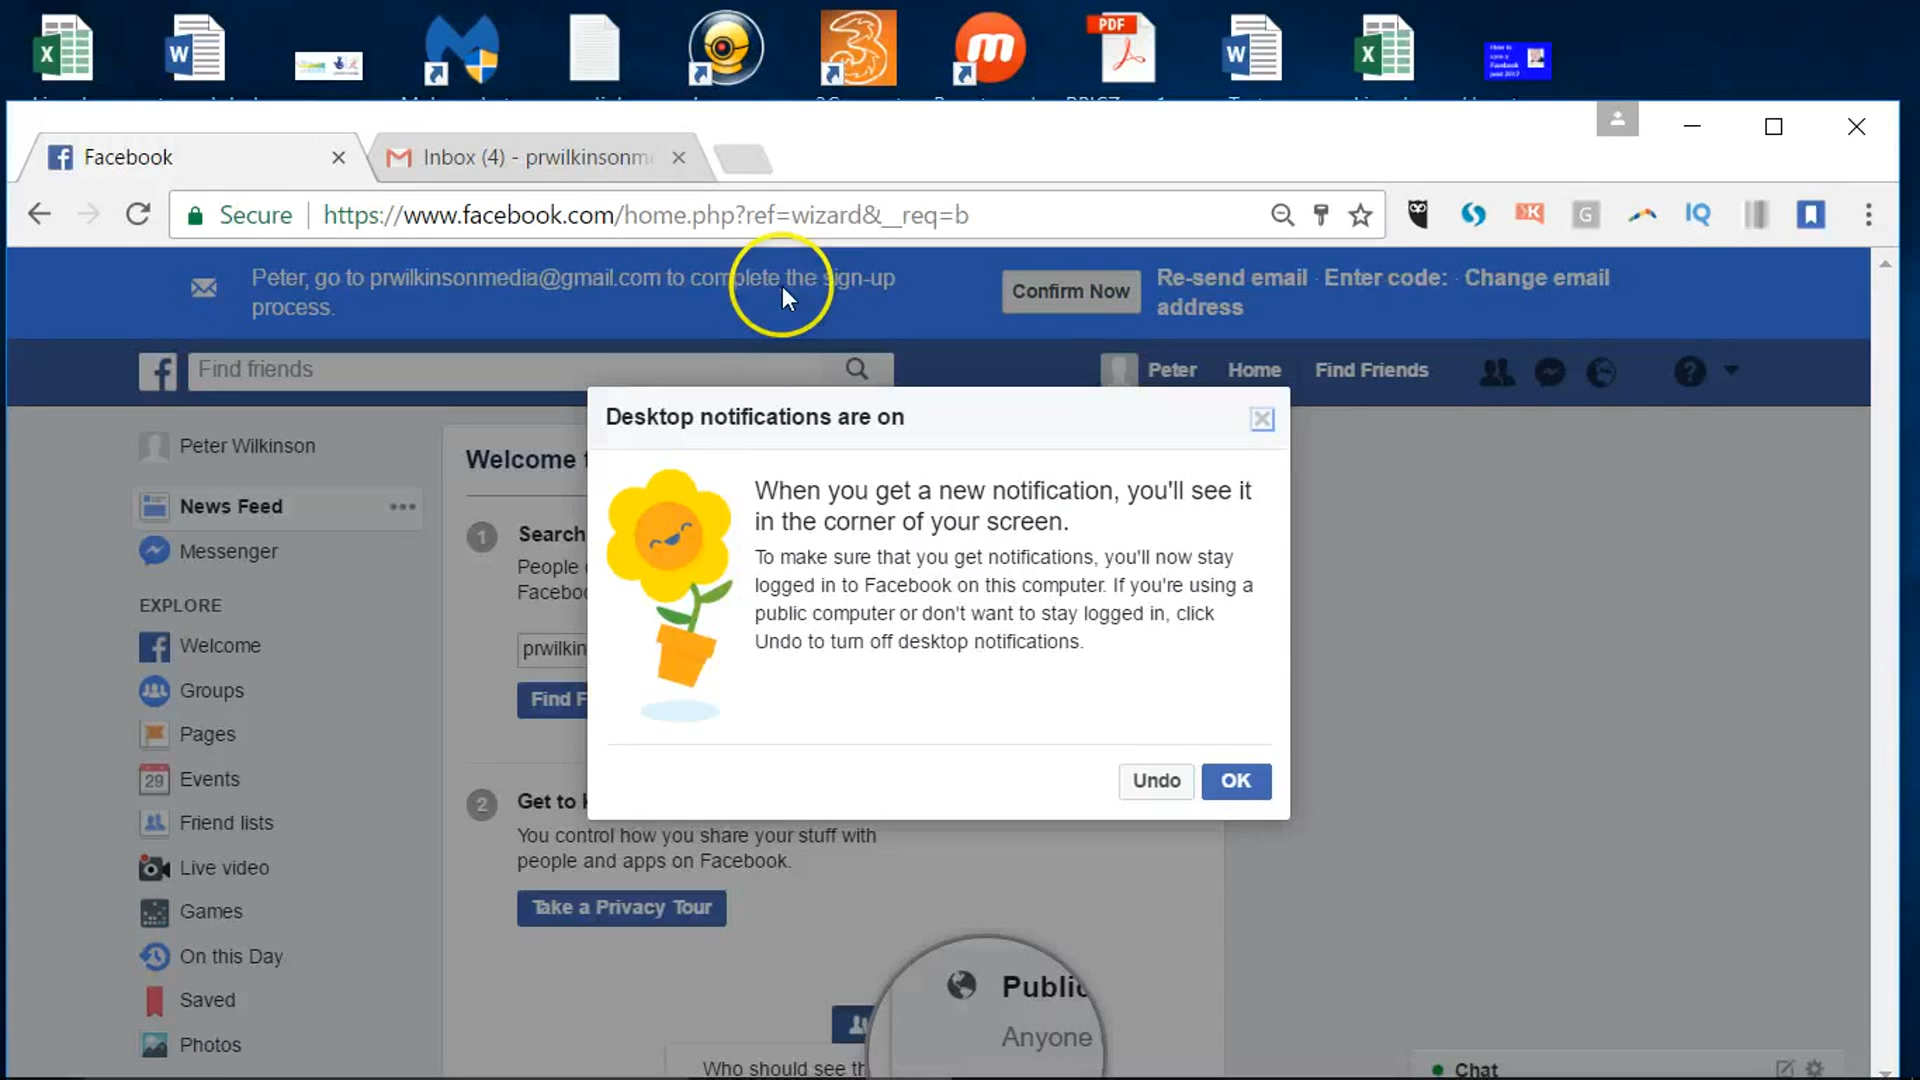 PDF
How to
Facebook
post 2017
Facebook
Inbox (4) - prwilkinsonm
Secure
https://www.facebook.com/home.php?ref=wizard&__req=b
Peter, go to prwilkinsonmedia@gmail.com to complete the sign-up
process.
Confirm Now
Re-send email · Enter code: · Change email
address
Find friends
Peter
Home
Find Friends
Desktop notifications are on
When you get a new notification, you'll see it
in the corner of your screen.
To make sure that you get notifications, you'll now stay
logged in to Facebook on this computer. If you're using a
public computer or don't want to stay logged in, click
Undo to turn off desktop notifications.
Undo
OK
Peter Wilkinson
News Feed
Messenger
EXPLORE
Welcome
Groups
Pages
29
Events
Friend lists
Live video
Games
On this Day
Saved
Photos
Welcome
1
Search
People
Facebo
prwilkin
Find F
2
Get to
You control how you share your stuff with
people and apps on Facebook.
Take a Privacy Tour
Public
Anyone
Who should see th
Chat